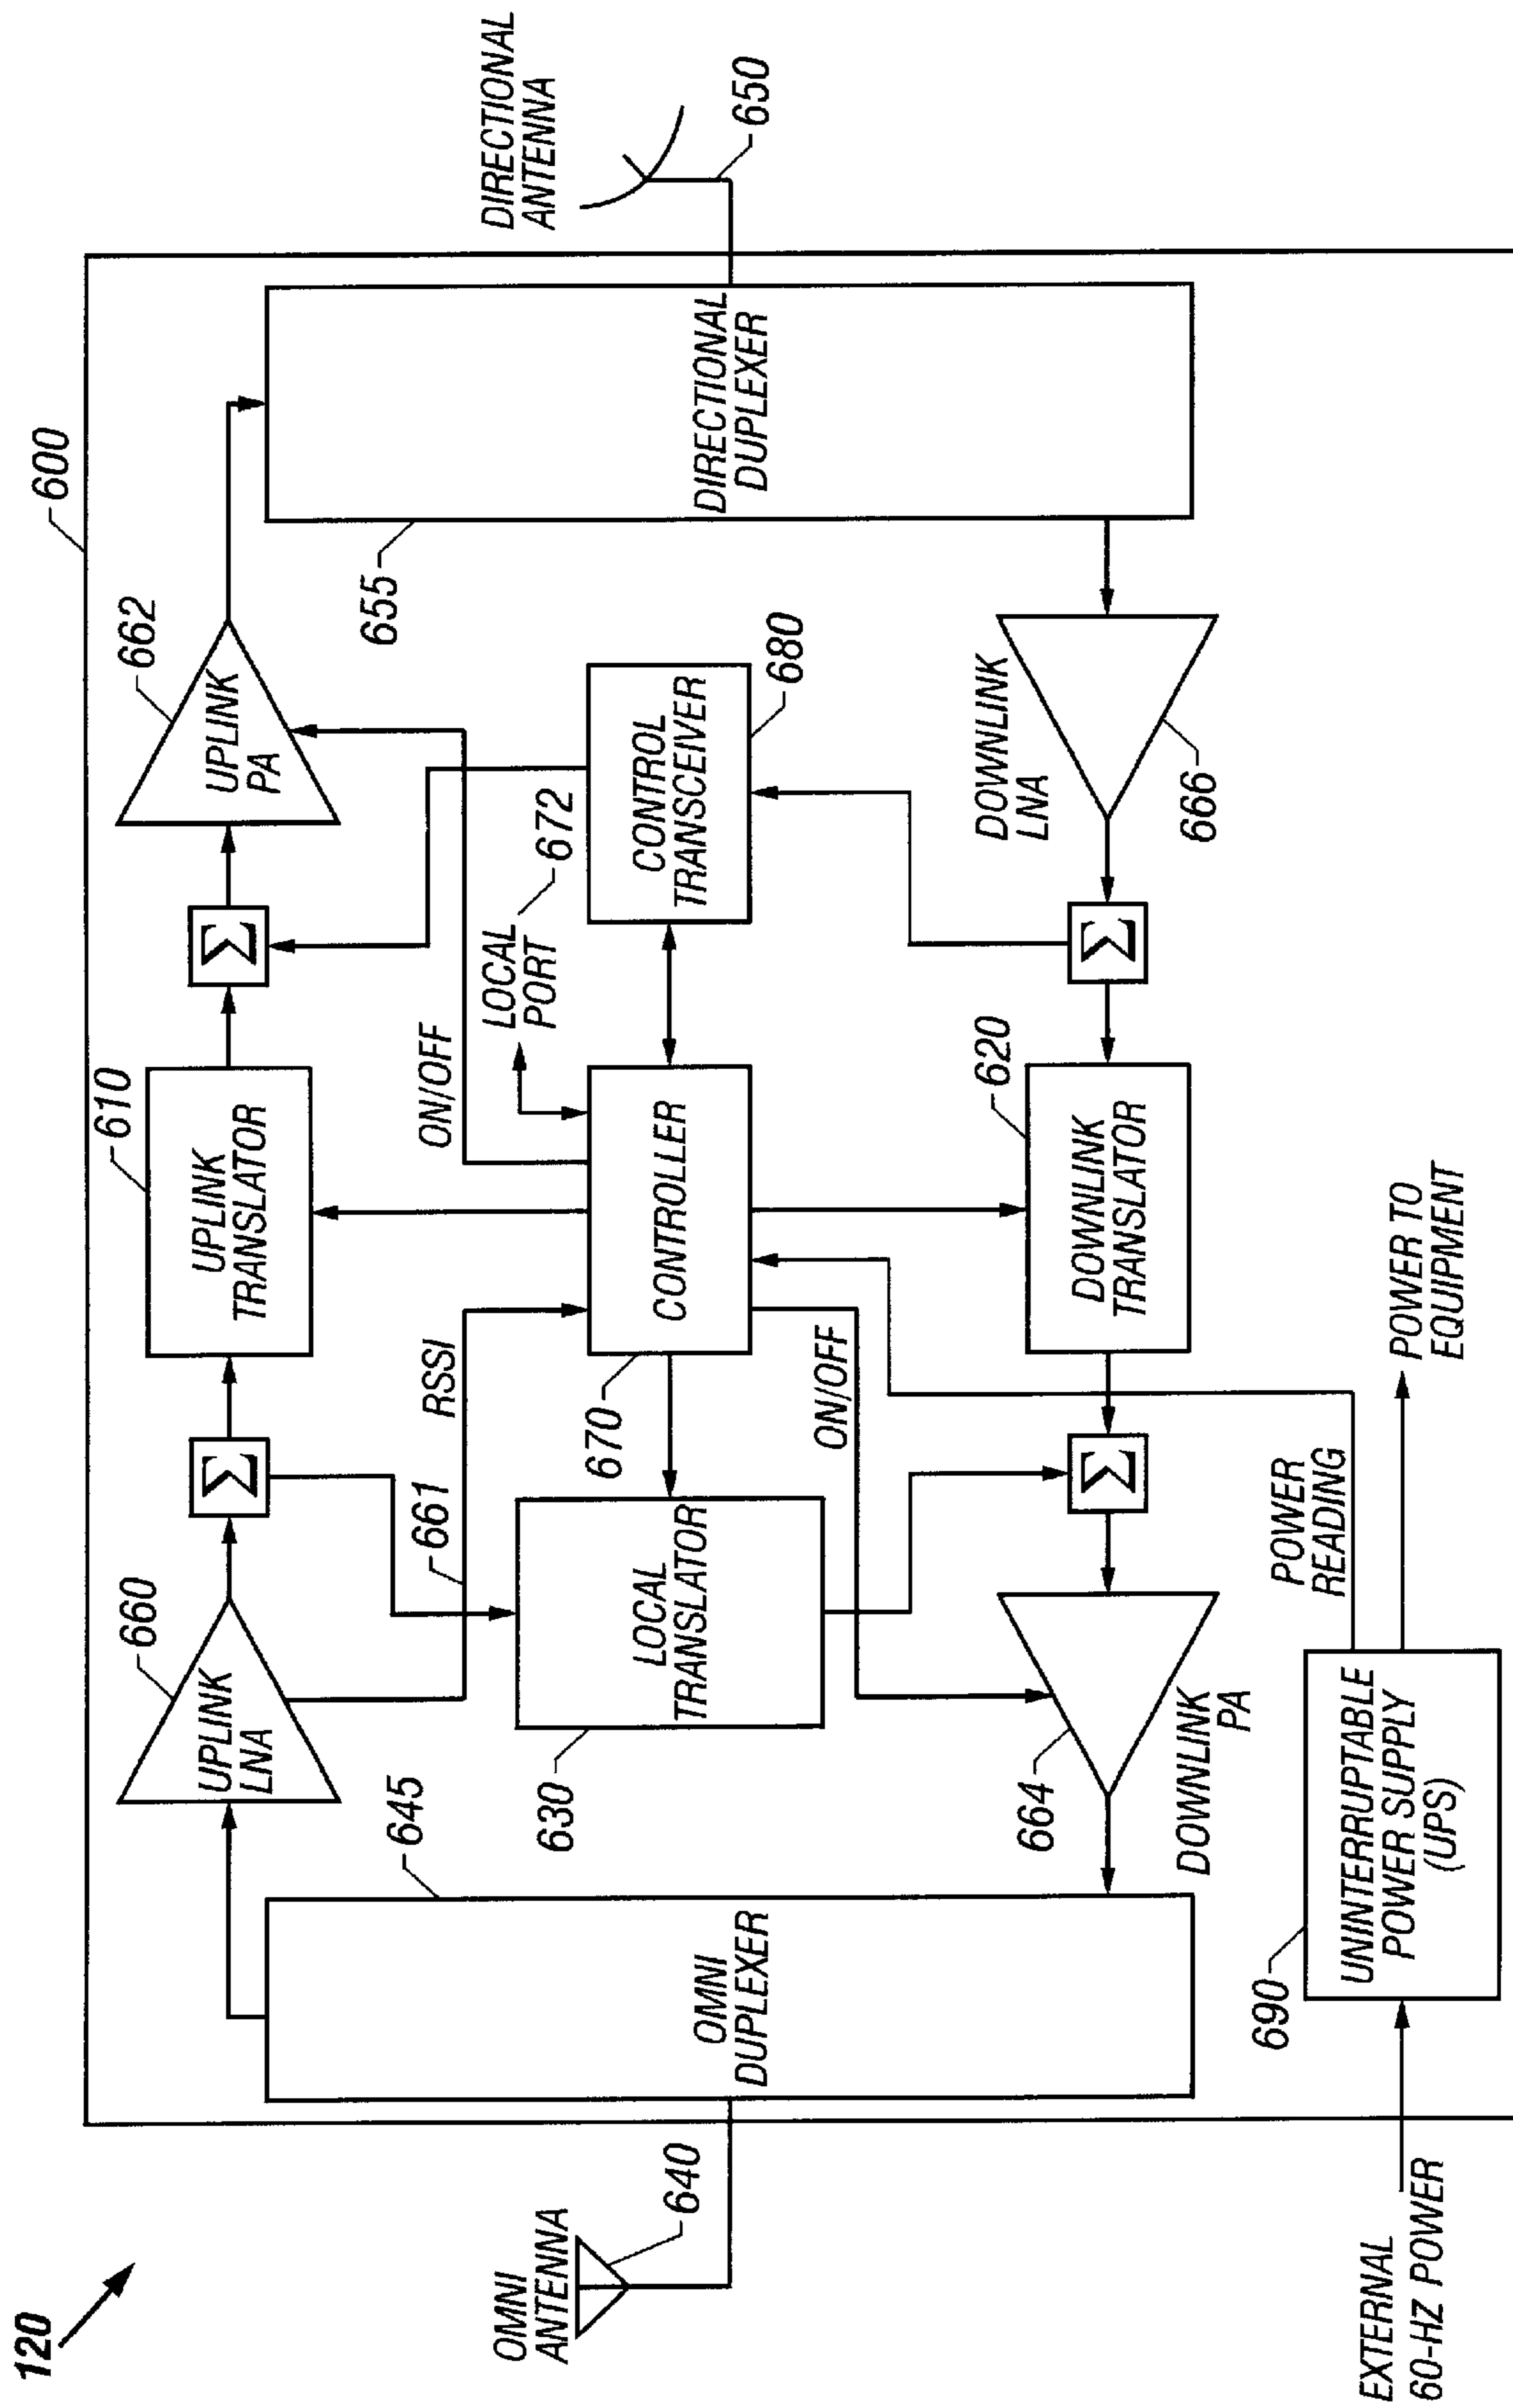 120
600
OMNI
ANTENNA
640
OMNI
DUPLEXER
645
UPLINK
LNA
660
661
RSSI
UPLINK
TRANSLATOR
610
Σ
Σ
UPLINK
PA
662
ON/OFF
LOCAL
PORT
672
LOCAL
TRANSLATOR
630
CONTROLLER
670
CONTROL
TRANSCEIVER
680
DIRECTIONAL
DUPLEXER
655
DIRECTIONAL
ANTENNA
650
ON/OFF
DOWNLINK
PA
664
Σ
DOWNLINK
TRANSLATOR
620
Σ
DOWNLINK
LNA
666
EXTERNAL
60-HZ POWER
UNINTERRUPTABLE
POWER SUPPLY
(UPS)
690
POWER
READING
POWER TO
EQUIPMENT